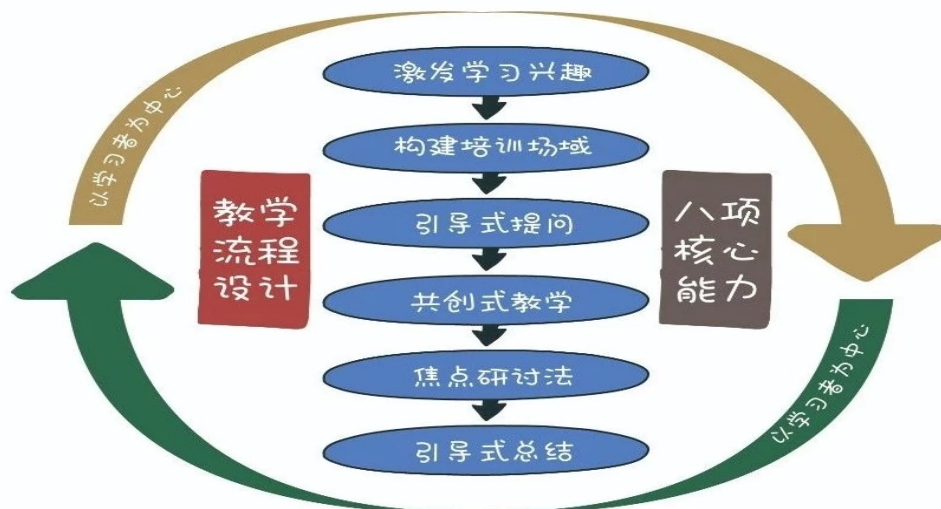 激发学习兴趣
构建培训场域
引导式提问
共创式教学
焦点研讨法
引导式总结
教学
流程
设计
八项
核心
能力
以学习者为中心
以学习者为中心